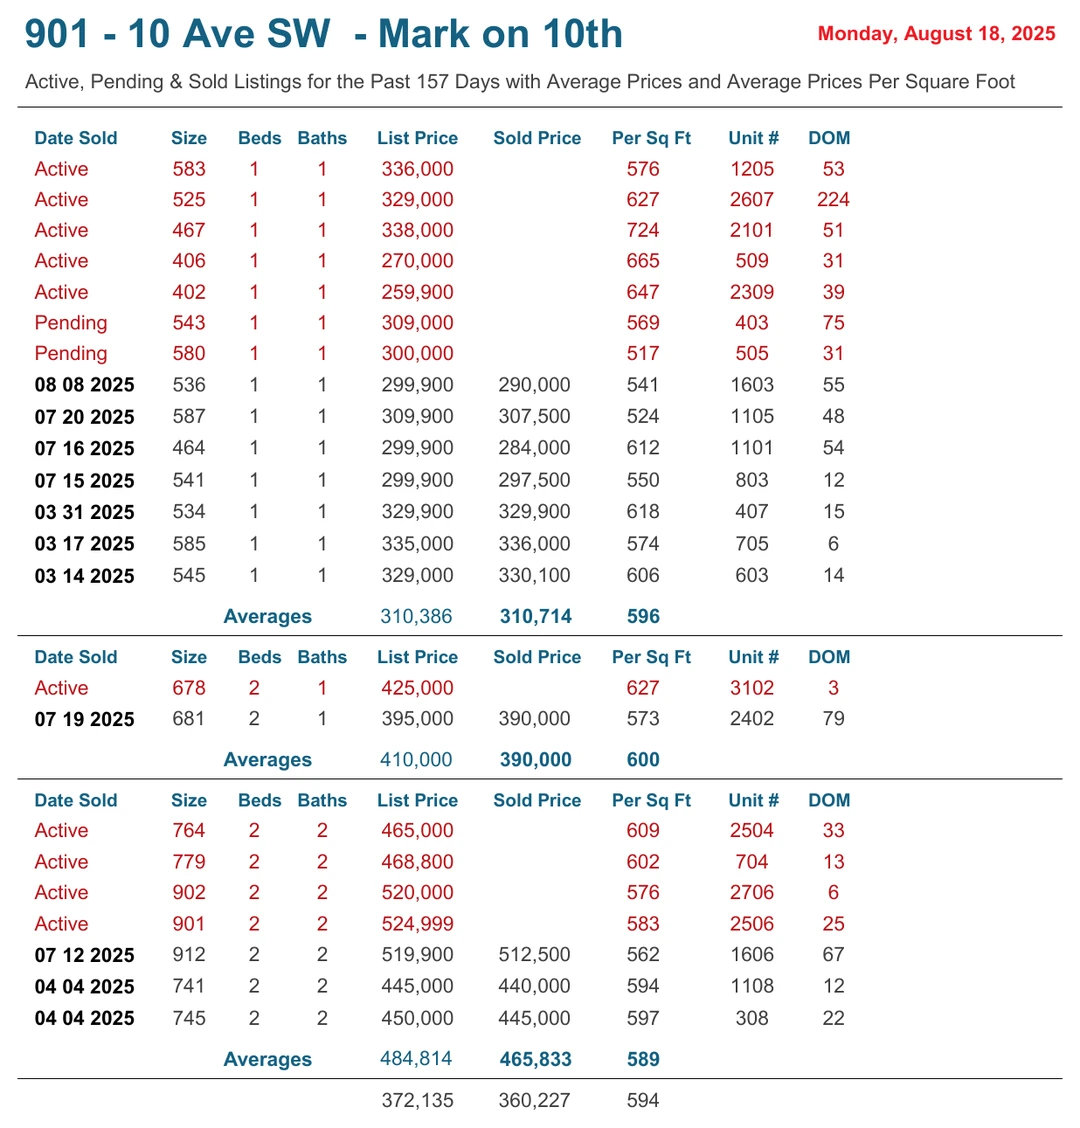 901 - 10 Ave SW - Mark on 10th
Monday, August 18, 2025
Active, Pending & Sold Listings for the Past 157 Days with Average Prices and Average Prices Per Square Foot
Date Sold Size Beds Baths List Price Sold Price Per Sq Ft Unit # DOM
Active 583 1 1 336,000 576 1205 53
Active 525 1 1 329,000 627 2607 224
Active 467 1 1 338,000 724 2101 51
Active 406 1 1 270,000 665 509 31
Active 402 1 1 259,900 647 2309 39
Pending 543 1 1 309,000 569 403 75
Pending 580 1 1 300,000 517 505 31
08 08 2025 536 1 1 299,900 290,000 541 1603 55
07 20 2025 587 1 1 309,900 307,500 524 1105 48
07 16 2025 464 1 1 299,900 284,000 612 1101 54
07 15 2025 541 1 1 299,900 297,500 550 803 12
03 31 2025 534 1 1 329,900 329,900 618 407 15
03 17 2025 585 1 1 335,000 336,000 574 705 6
03 14 2025 545 1 1 329,000 330,100 606 603 14
Averages 310,386 310,714 596
Date Sold Size Beds Baths List Price Sold Price Per Sq Ft Unit # DOM
Active 678 2 1 425,000 627 3102 3
07 19 2025 681 2 1 395,000 390,000 573 2402 79
Averages 410,000 390,000 600
Date Sold Size Beds Baths List Price Sold Price Per Sq Ft Unit # DOM
Active 764 2 2 465,000 609 2504 33
Active 779 2 2 468,800 602 704 13
Active 902 2 2 520,000 576 2706 6
Active 901 2 2 524,999 583 2506 25
07 12 2025 912 2 2 519,900 512,500 562 1606 67
04 04 2025 741 2 2 445,000 440,000 594 1108 12
04 04 2025 745 2 2 450,000 445,000 597 308 22
Averages 484,814 465,833 589
372,135 360,227 594